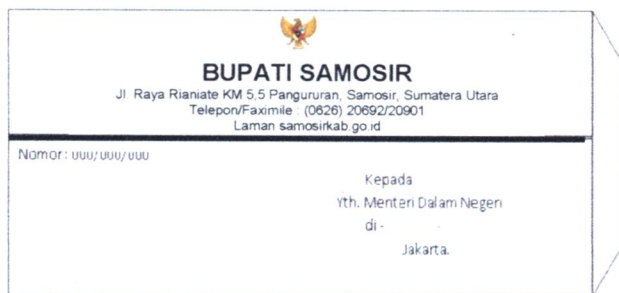 BUPATI SAMOSIR
Jl. Raya Rianiate KM 5,5 Pangururan, Samosir, Sumatera Utara
Telepon/Faximile : (0626) 20692/20901
Laman samosirkab.go.id
Nomor : 000/000/000
Kepada
Yth. Menteri Dalam Negeri
di -
Jakarta.